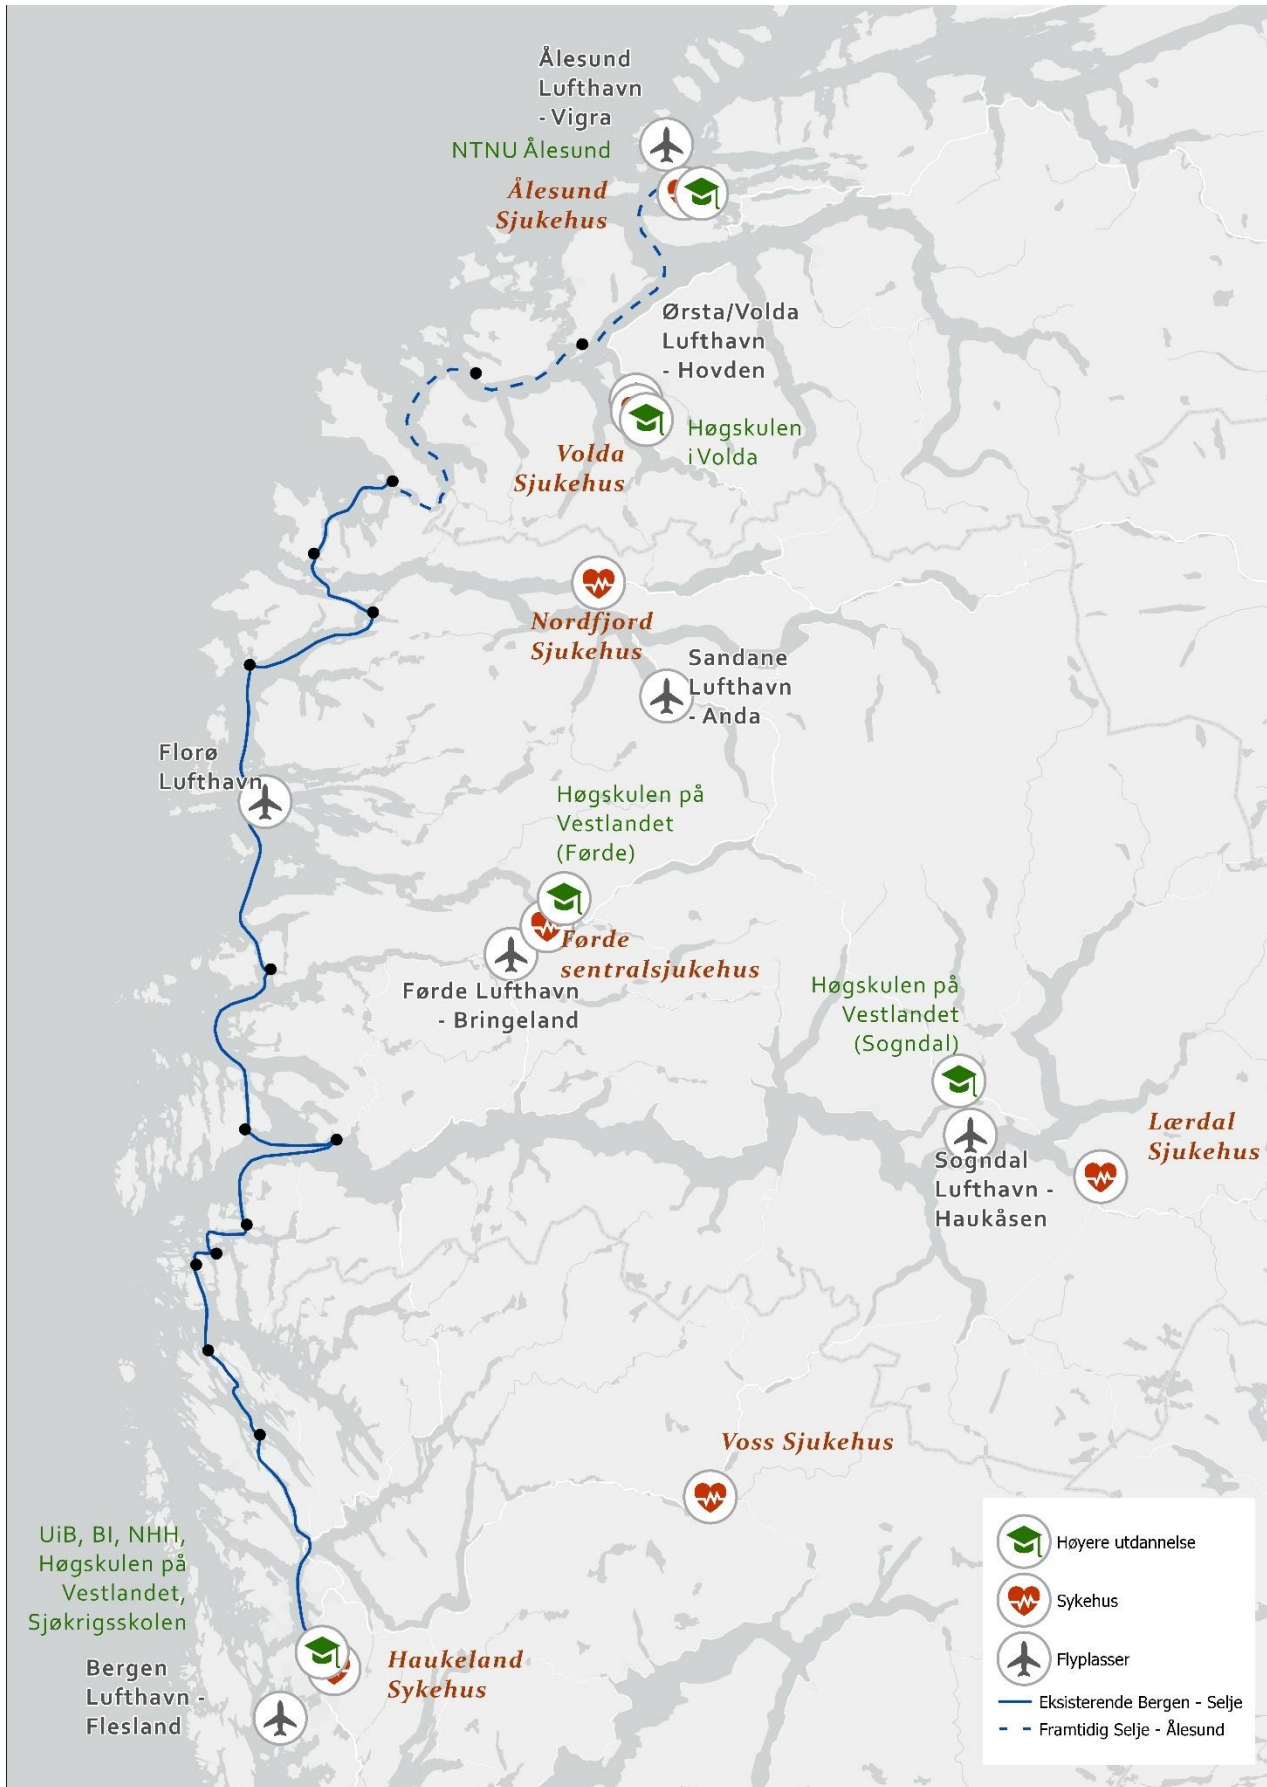 Ålesund
Lufthavn
- Vigra
NTNU Ålesund
Ålesund
Sjukehus
Ørsta/Volda
Lufthavn
- Hovden
Høgskulen
i Volda
Volda
Sjukehus
Nordfjord
Sjukehus
Sandane
Lufthavn
- Anda
Florø
Lufthavn
Høgskulen på
Vestlandet
(Førde)
Førde
sentralsjukehus
Førde Lufthavn
- Bringeland
Høgskulen på
Vestlandet
(Sogndal)
Lærdal
Sjukehus
Sogndal
Lufthavn -
Haukåsen
Voss Sjukehus
UiB, BI, NHH,
Høgskulen på
Vestlandet,
Sjøkrigsskolen
Bergen
Lufthavn -
Flesland
Haukeland
Sykehus
Høyere utdannelse
Sykehus
Flyplasser
Eksisterende Bergen - Selje
Framtidig Selje - Ålesund